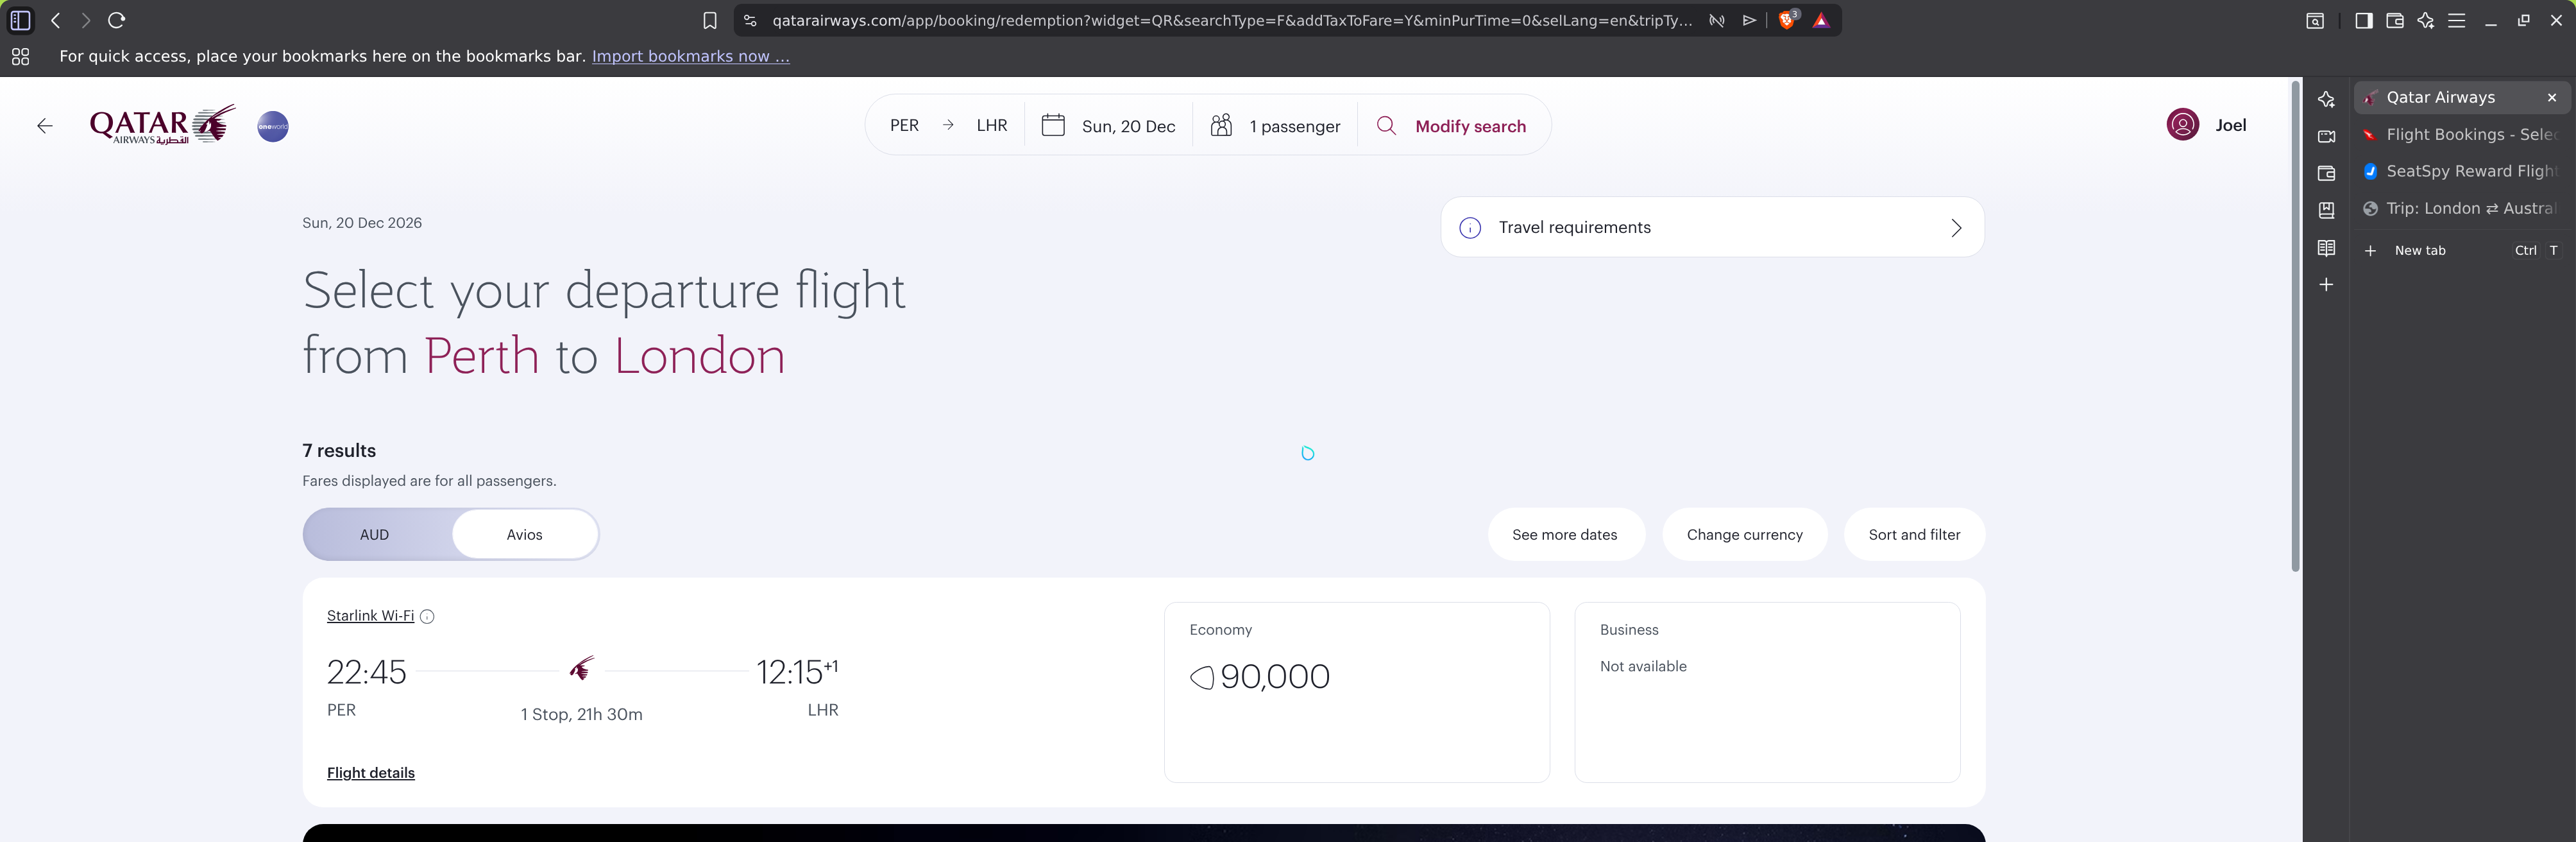 qatarairways.com/app/booking/redemption?widget=QR&searchType=F&addTaxToFare=Y&minPurTime=0&selLang=en&tripTy...
3
For quick access, place your bookmarks here on the bookmarks bar. Import bookmarks now ...
QATAR
AIRWAYS القطرية
oneworld
PER → LHR
Sun, 20 Dec
1 passenger
Modify search
Joel
Qatar Airways
Flight Bookings - Selec
SeatSpy Reward Flight
Trip: London ⇄ Austral
New tab Ctrl T
Sun, 20 Dec 2026
Travel requirements
Select your departure flight
from Perth to London
7 results
Fares displayed are for all passengers.
AUD Avios
See more dates Change currency Sort and filter
Starlink Wi-Fi
22:45 12:15+1
PER 1 Stop, 21h 30m LHR
Flight details
Economy
90,000
Business
Not available